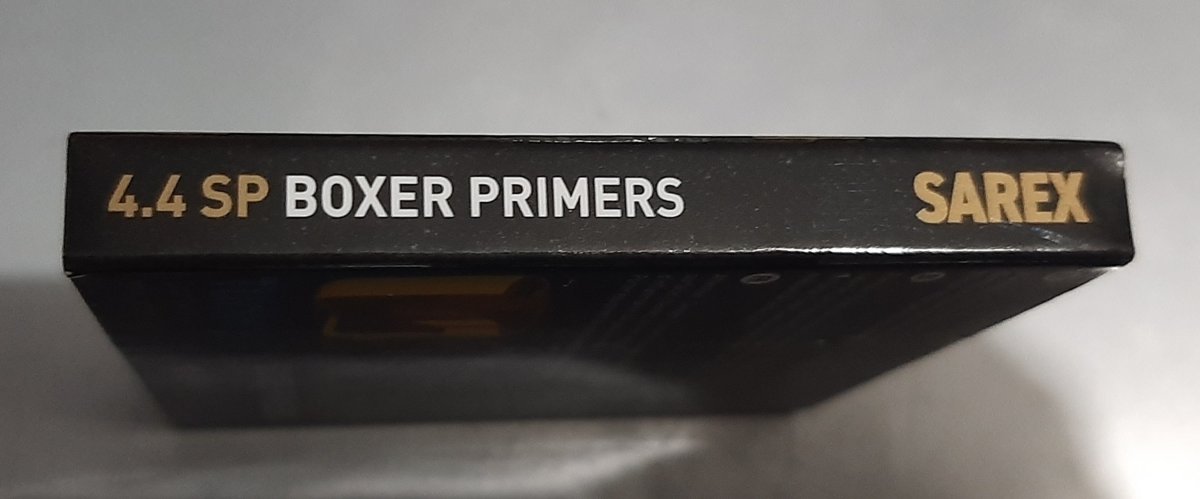 4.4 SP BOXER PRIMERS SAREX